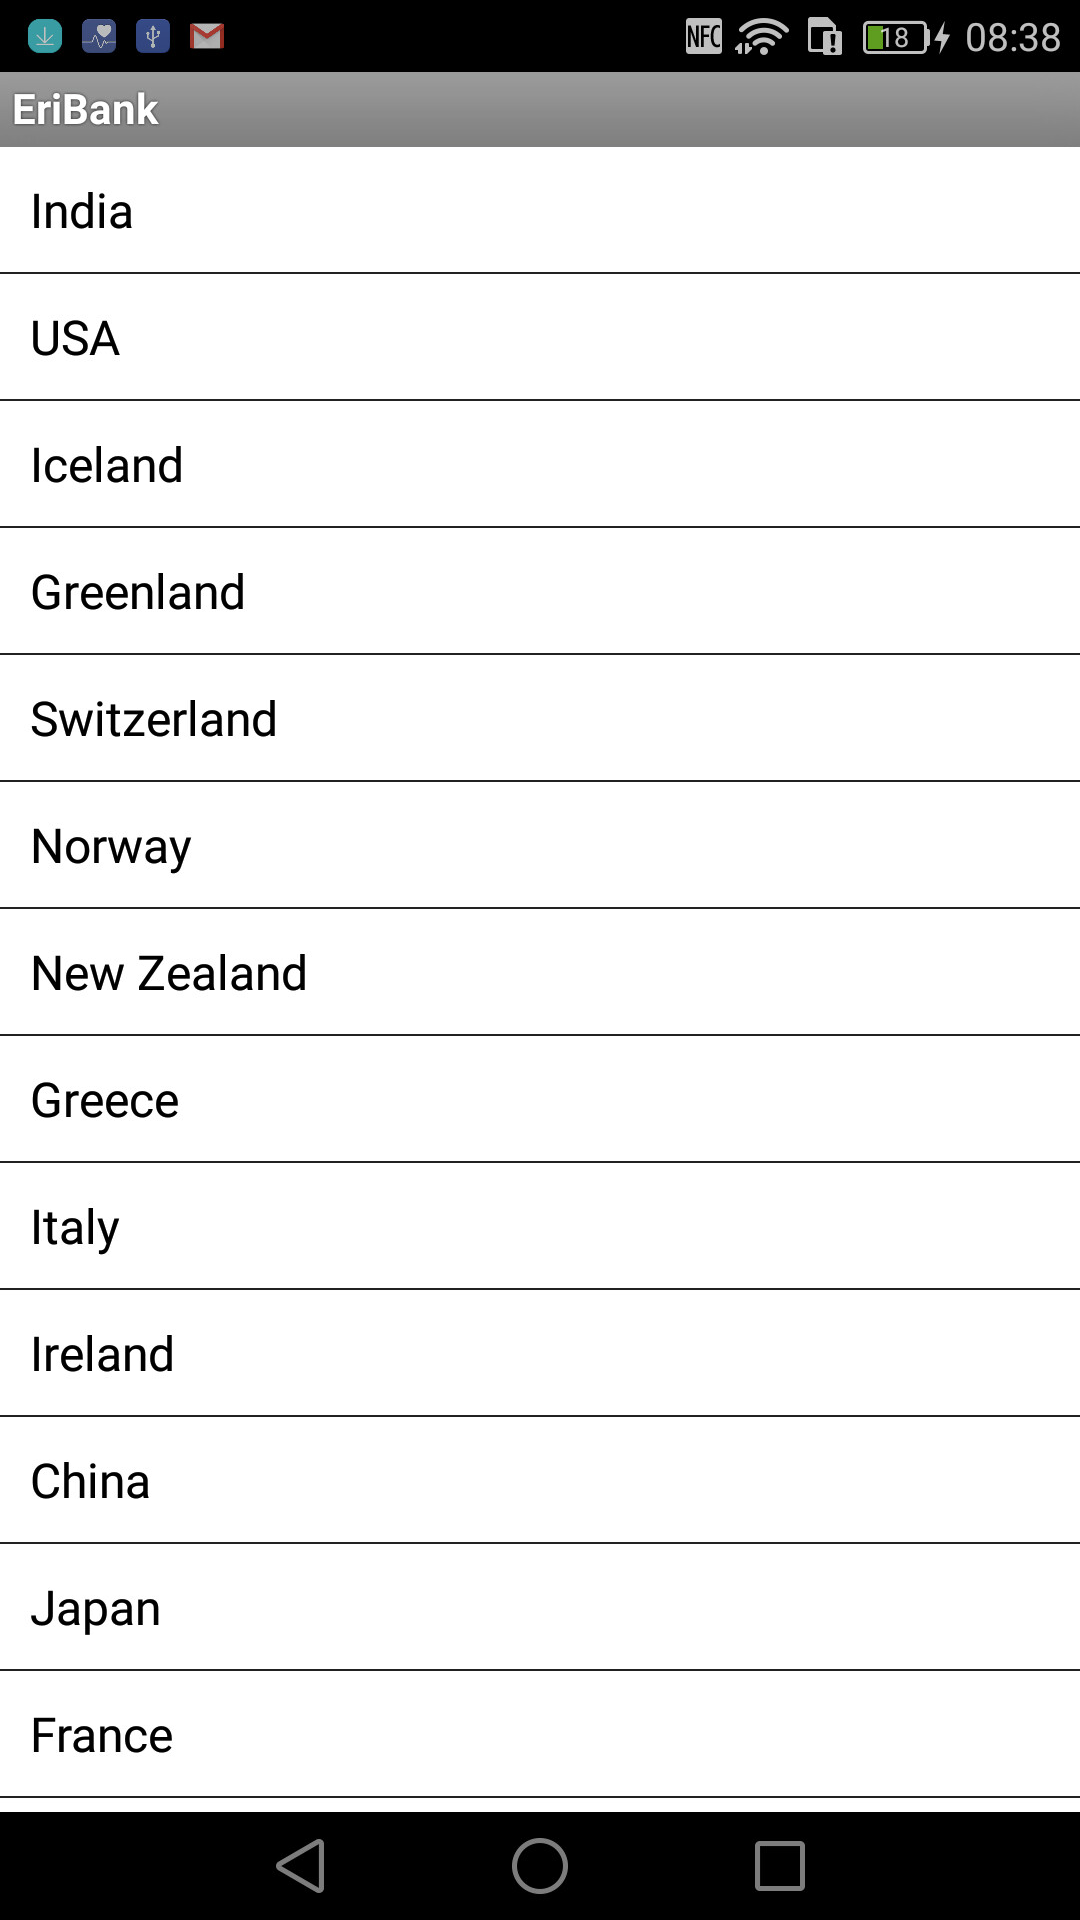 NFC 18 08:38
EriBank
India
USA
Iceland
Greenland
Switzerland
Norway
New Zealand
Greece
Italy
Ireland
China
Japan
France